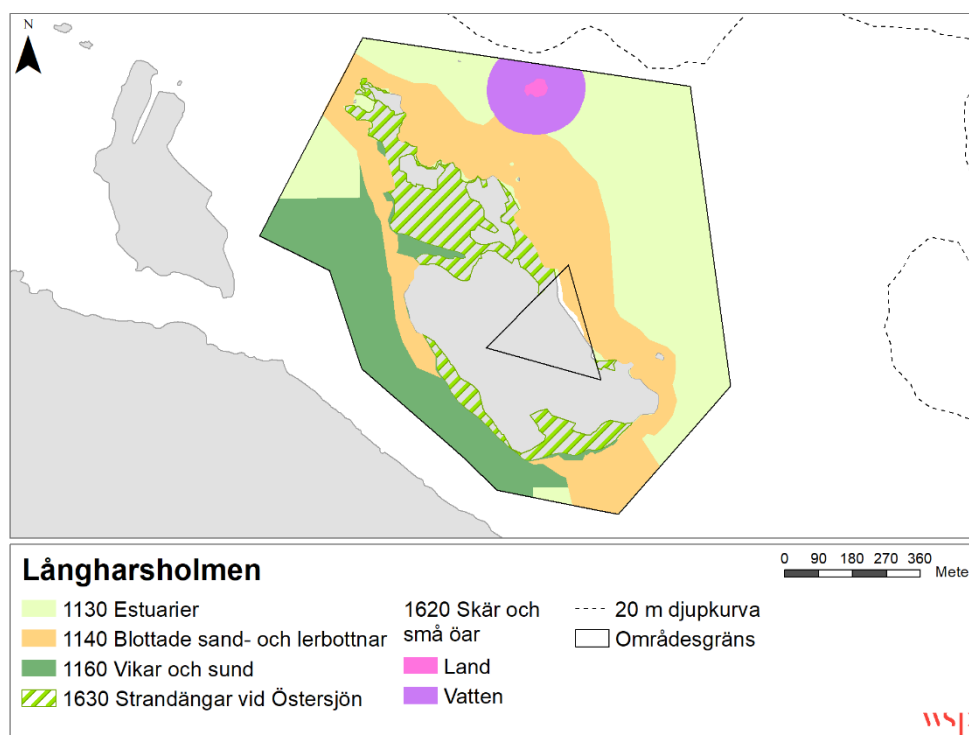 N
Långharsholmen
1130 Estuarier
1140 Blottade sand- och lerbottnar
1160 Vikar och sund
1630 Strandängar vid Östersjön
1620 Skär och
små öar
Land
Vatten
20 m djupkurva
Områdesgräns
0 90 180 270 360
Mete
wsp